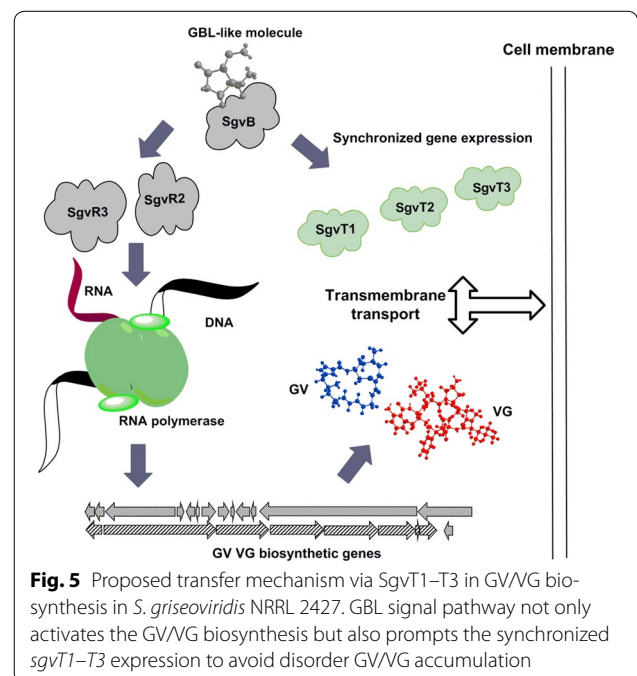 GBL-like molecule
Cell membrane
SgvB
Synchronized gene expression
SgvR3
SgvR2
SgvT1
SgvT2
SgvT3
RNA
DNA
RNA polymerase
Transmembrane
transport
GV
VG
GV VG biosynthetic genes
Fig. 5 Proposed transfer mechanism via SgvT1–T3 in GV/VG bio-
synthesis in S. griseoviridis NRRL 2427. GBL signal pathway not only
activates the GV/VG biosynthesis but also prompts the synchronized
sgvT1–T3 expression to avoid disorder GV/VG accumulation